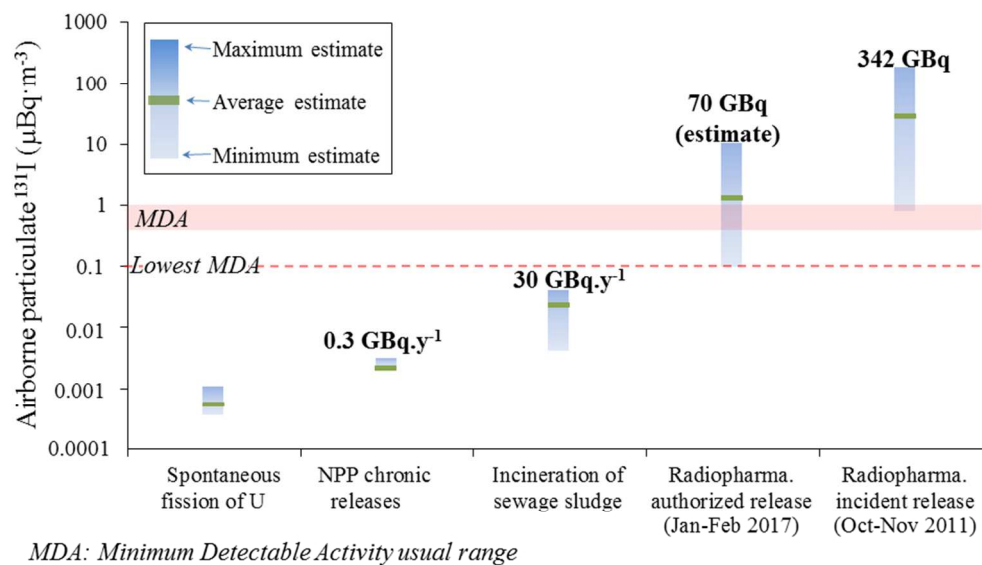 Airborne particulate ¹³¹I (µBq·m⁻³)
1000
100
10
1
0.1
0.01
0.001
0.0001
Maximum estimate
Average estimate
Minimum estimate
MDA
Lowest MDA
0.3 GBq.y⁻¹
30 GBq.y⁻¹
70 GBq
(estimate)
342 GBq
Spontaneous
fission of U
NPP chronic
releases
Incineration of
sewage sludge
Radiopharma.
authorized release
(Jan-Feb 2017)
Radiopharma.
incident release
(Oct-Nov 2011)
MDA: Minimum Detectable Activity usual range